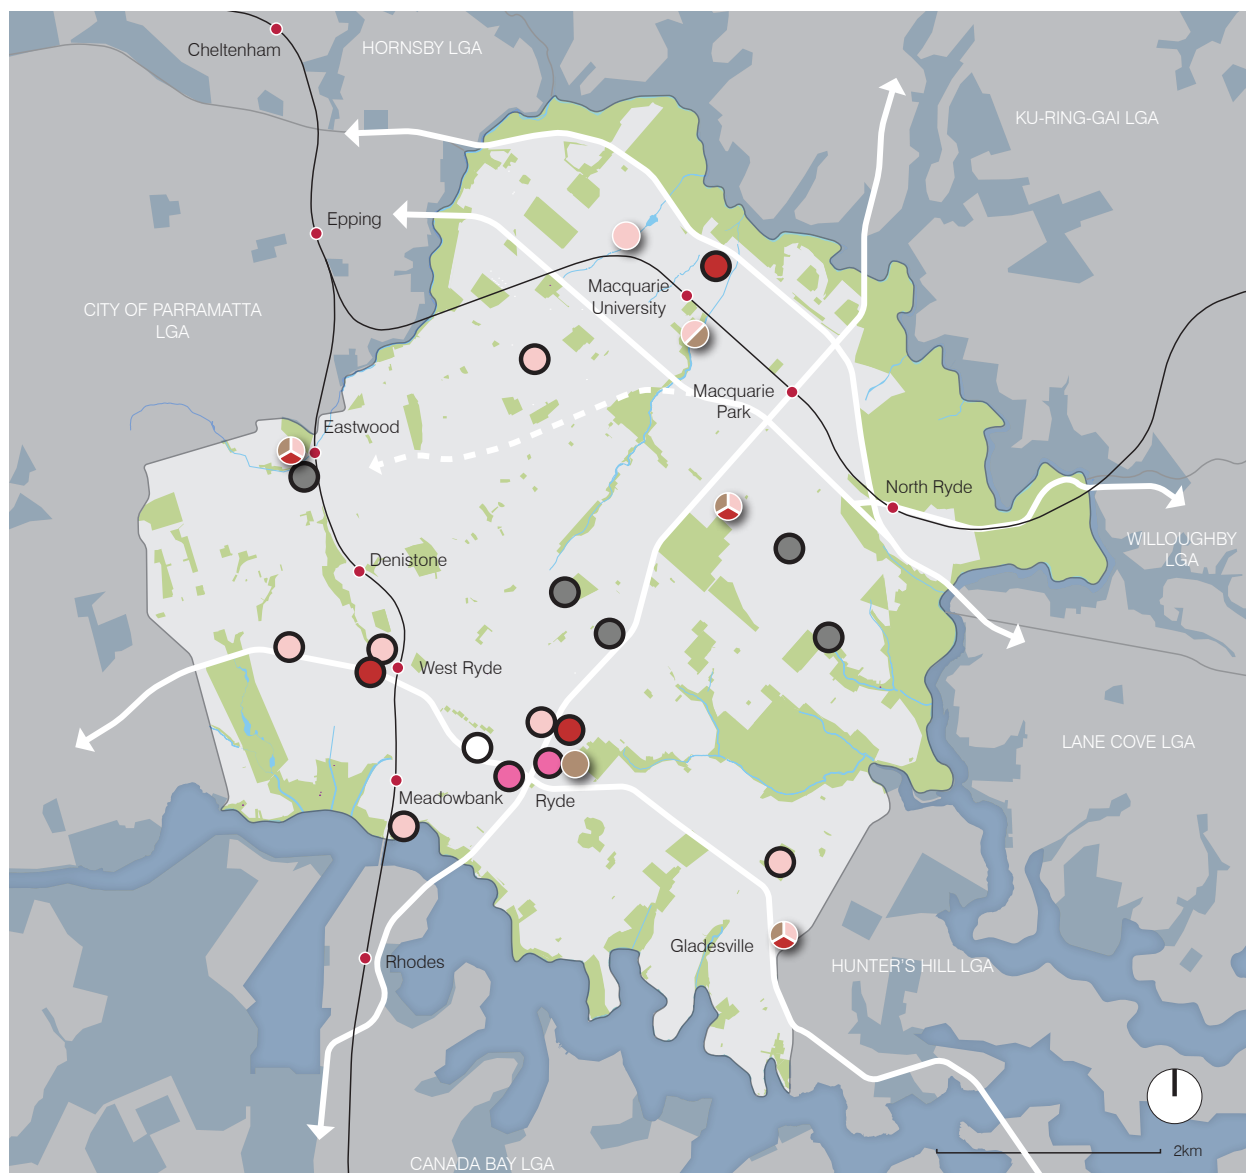 Cheltenham
HORNSBY LGA
KU-RING-GAI LGA
Epping
Macquarie
University
CITY OF PARRAMATTA
LGA
Macquarie
Park
Eastwood
North Ryde
WILLOUGHBY
LGA
Denistone
West Ryde
LANE COVE LGA
Meadowbank
Ryde
Gladesville
Rhodes
HUNTER'S HILL LGA
2km
CANADA BAY LGA